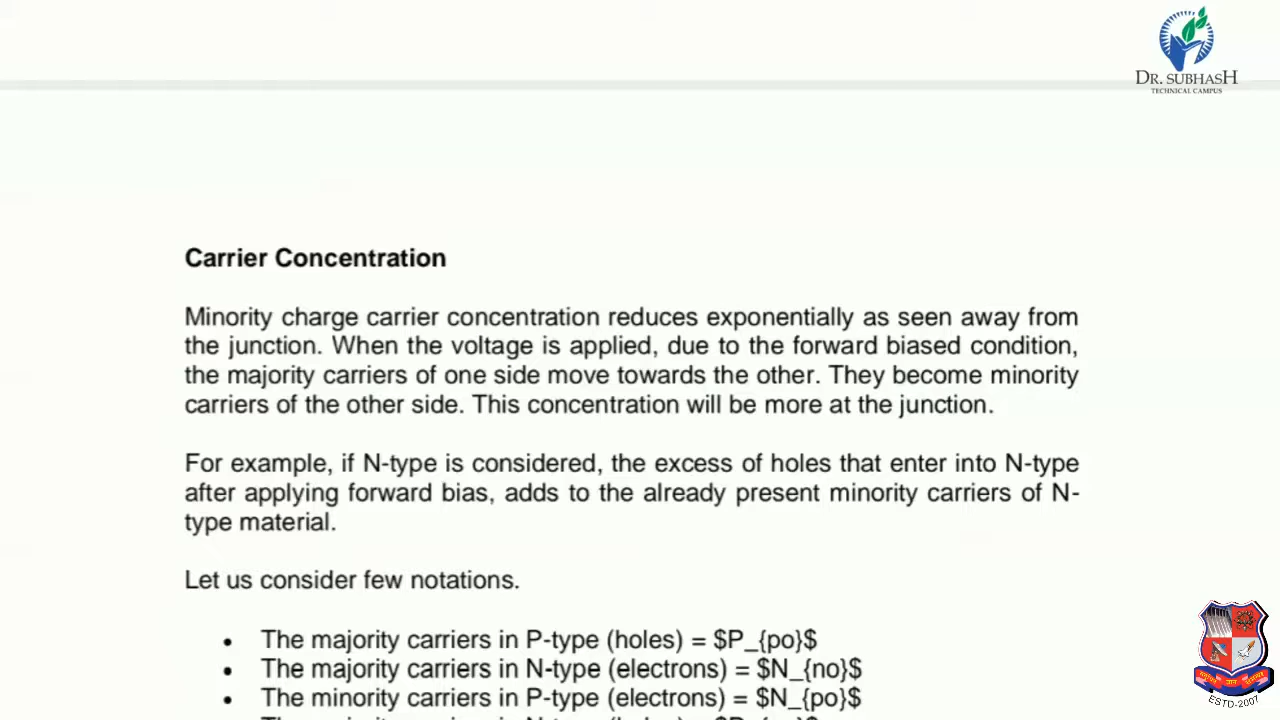 DR. SUBHASH
TECHNICAL CAMPUS
Carrier Concentration
Minority charge carrier concentration reduces exponentially as seen away from
the junction. When the voltage is applied, due to the forward biased condition,
the majority carriers of one side move towards the other. They become minority
carriers of the other side. This concentration will be more at the junction.
For example, if N-type is considered, the excess of holes that enter into N-type
after applying forward bias, adds to the already present minority carriers of N-
type material.
Let us consider few notations.
• The majority carriers in P-type (holes) = $P_{po}$
• The majority carriers in N-type (electrons) = $N_{no}$
• The minority carriers in P-type (electrons) = $N_{po}$
ESTD-2007